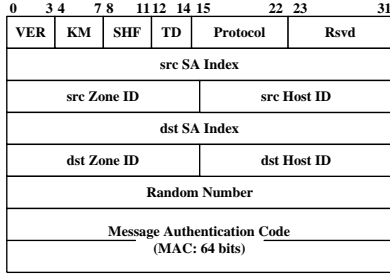 0 3 4 7 8 11 12 14 15 22 23 31
VER KM SHF TD Protocol Rsvd
src SA Index
src Zone ID src Host ID
dst SA Index
dst Zone ID dst Host ID
Random Number
Message Authentication Code
(MAC: 64 bits)